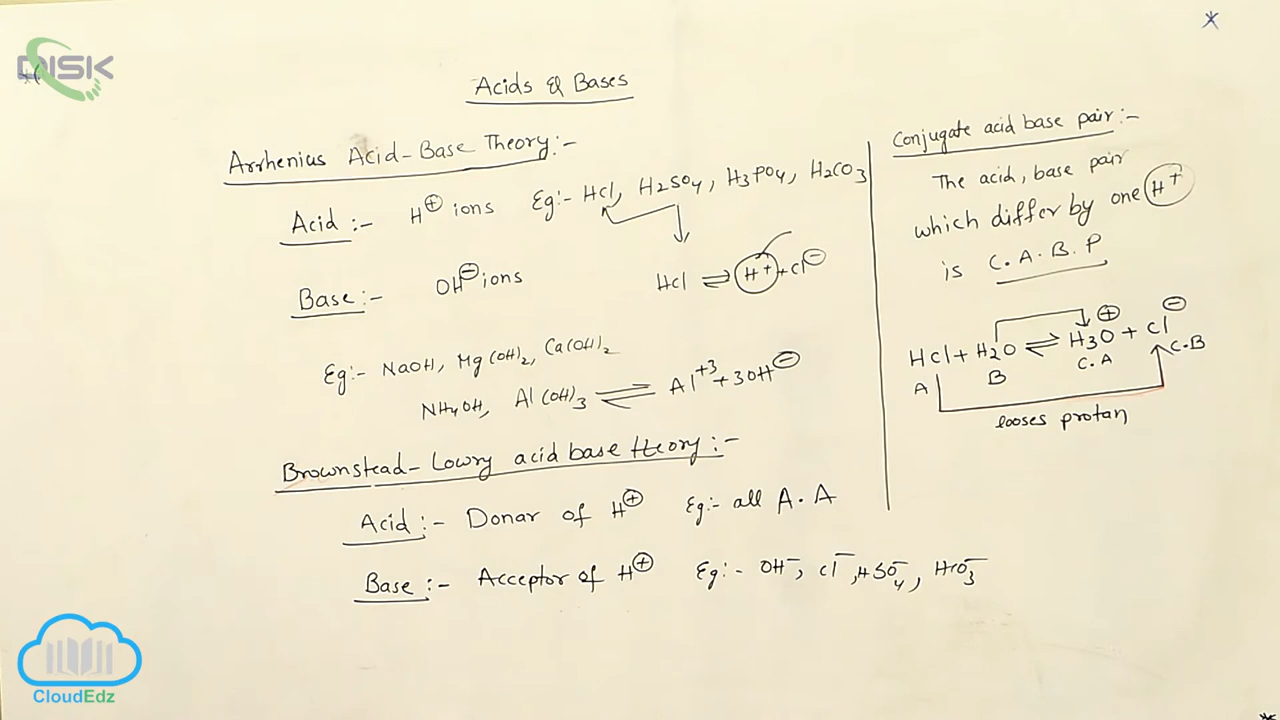 DISK
Acids & Bases
Arrhenius Acid-Base Theory:-
Acid :- H⊕ ions Eg:- HCl, H2SO4, H3PO4, H2CO3
HCl ⇌ H+ + Cl⊖
Base:- OH⊖ ions
Eg:- NaOH, Mg(OH)2, Ca(OH)2
NH4OH, Al(OH)3 ⇌ Al+3 + 3OH⊖
Brownstead-Lowry acid base theory:-
Acid:- Donar of H⊕ Eg:- all A.A
Base:- Acceptor of H⊕ Eg:- OH-, Cl-, HSO4-, HCO3-
Conjugate acid base pair:-
The acid, base pair
which differ by one H+
is C.A.B.P
HCl + H2O ⇌ H3O⊕ + Cl⊖
A B C.A C.B
looses protan
CloudEdz